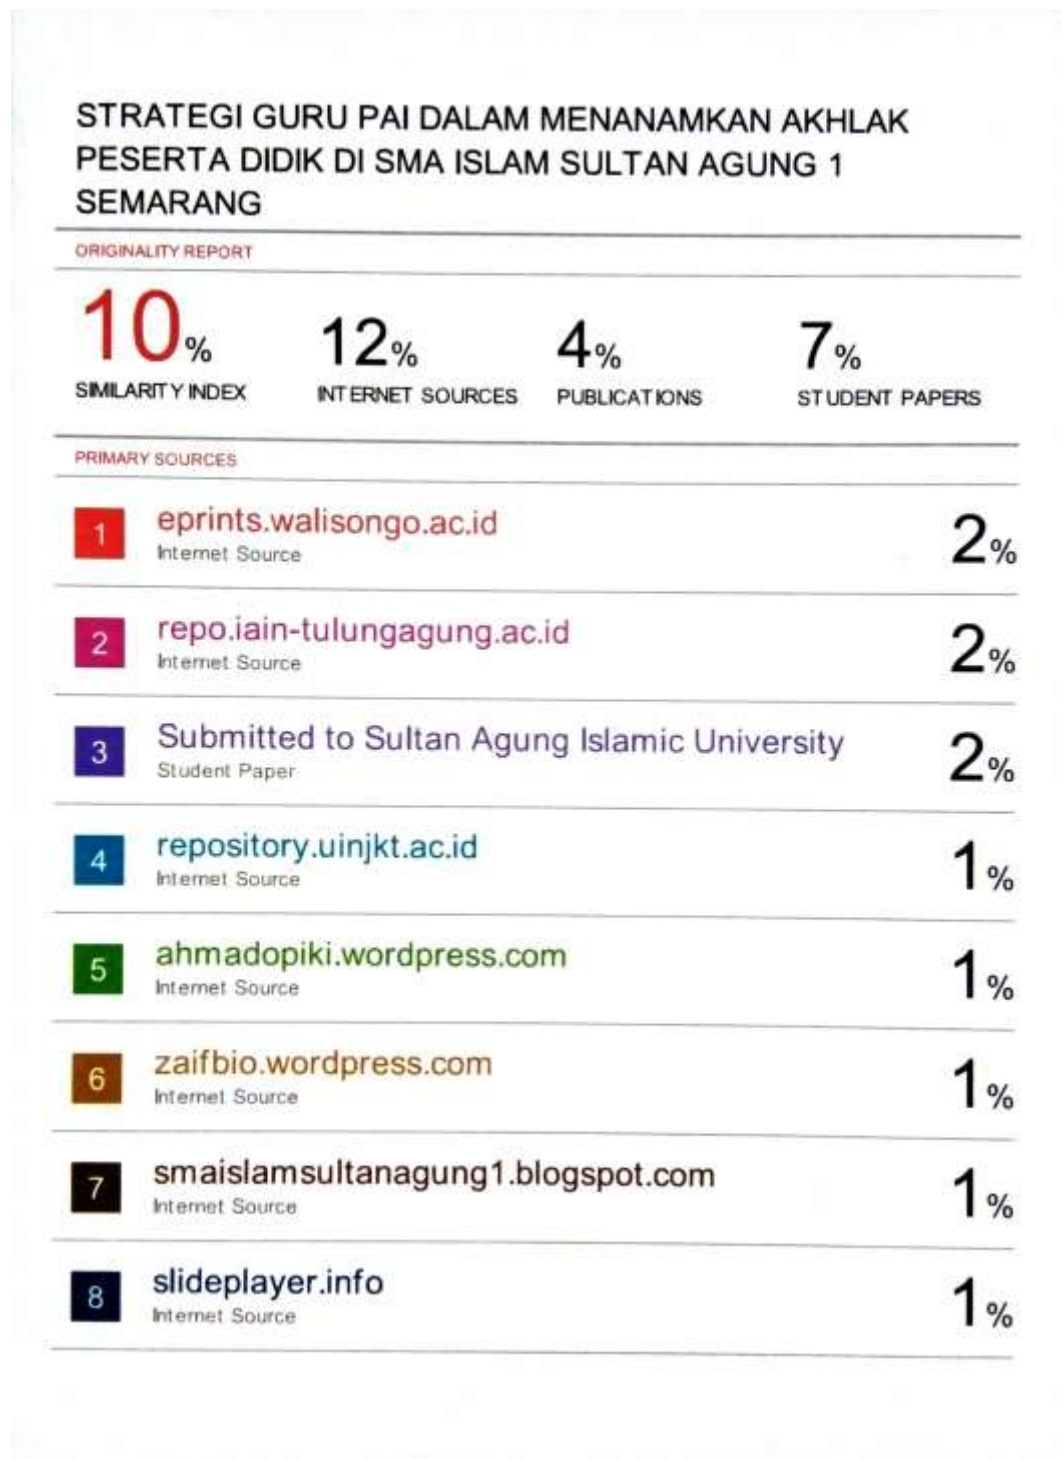 STRATEGI GURU PAI DALAM MENANAMKAN AKHLAK
PESERTA DIDIK DI SMA ISLAM SULTAN AGUNG 1
SEMARANG
ORIGINALITY REPORT
10%
SIMILARITY INDEX
12%
INTERNET SOURCES
4%
PUBLICATIONS
7%
STUDENT PAPERS
PRIMARY SOURCES
1 eprints.walisongo.ac.id 2%
Internet Source
2 repo.iain-tulungagung.ac.id 2%
Internet Source
3 Submitted to Sultan Agung Islamic University 2%
Student Paper
4 repository.uinjkt.ac.id 1%
Internet Source
5 ahmadopiki.wordpress.com 1%
Internet Source
6 zaifbio.wordpress.com 1%
Internet Source
7 smaislamsultanagung1.blogspot.com 1%
Internet Source
8 slideplayer.info 1%
Internet Source